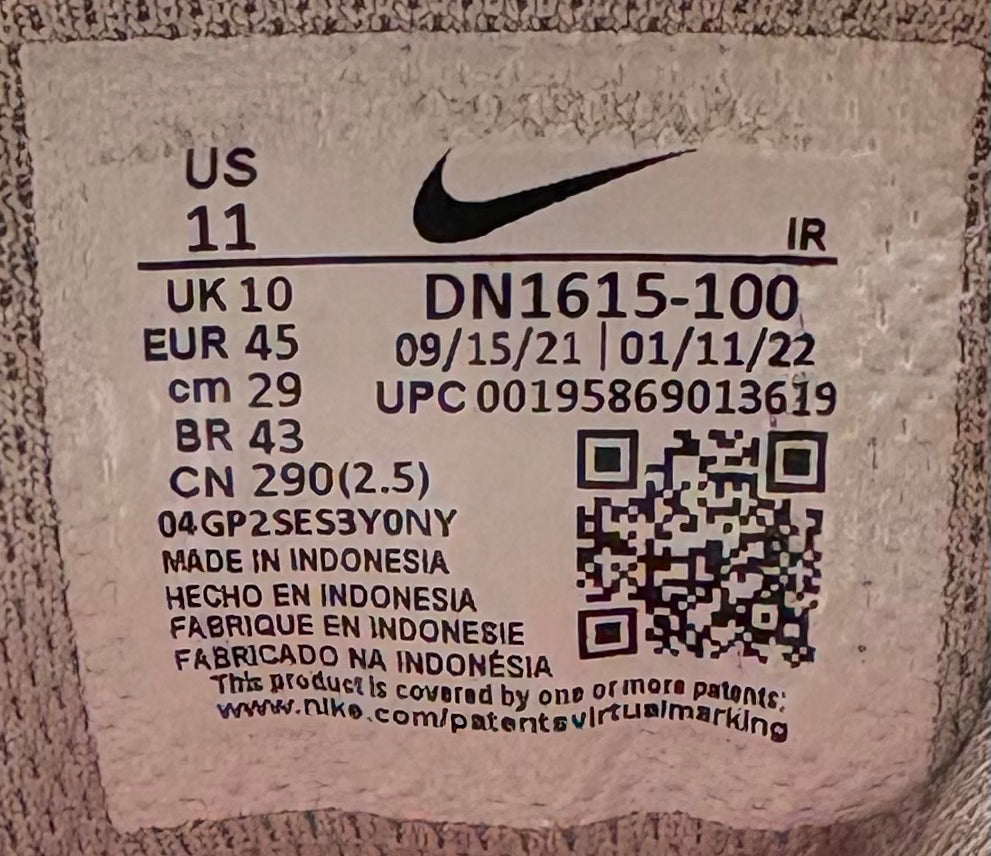 US
11
IR
UK 10
DN1615-100
EUR 45
09/15/21 | 01/11/22
cm 29
UPC 00195869013619
BR 43
CN 290(2.5)
04GP2SES3Y0NY
MADE IN INDONESIA
HECHO EN INDONESIA
FABRIQUE EN INDONESIE
FABRICADO NA INDONÉSIA
This product is covered by one or more patents:
www.nike.com/patentsvirtualmarking